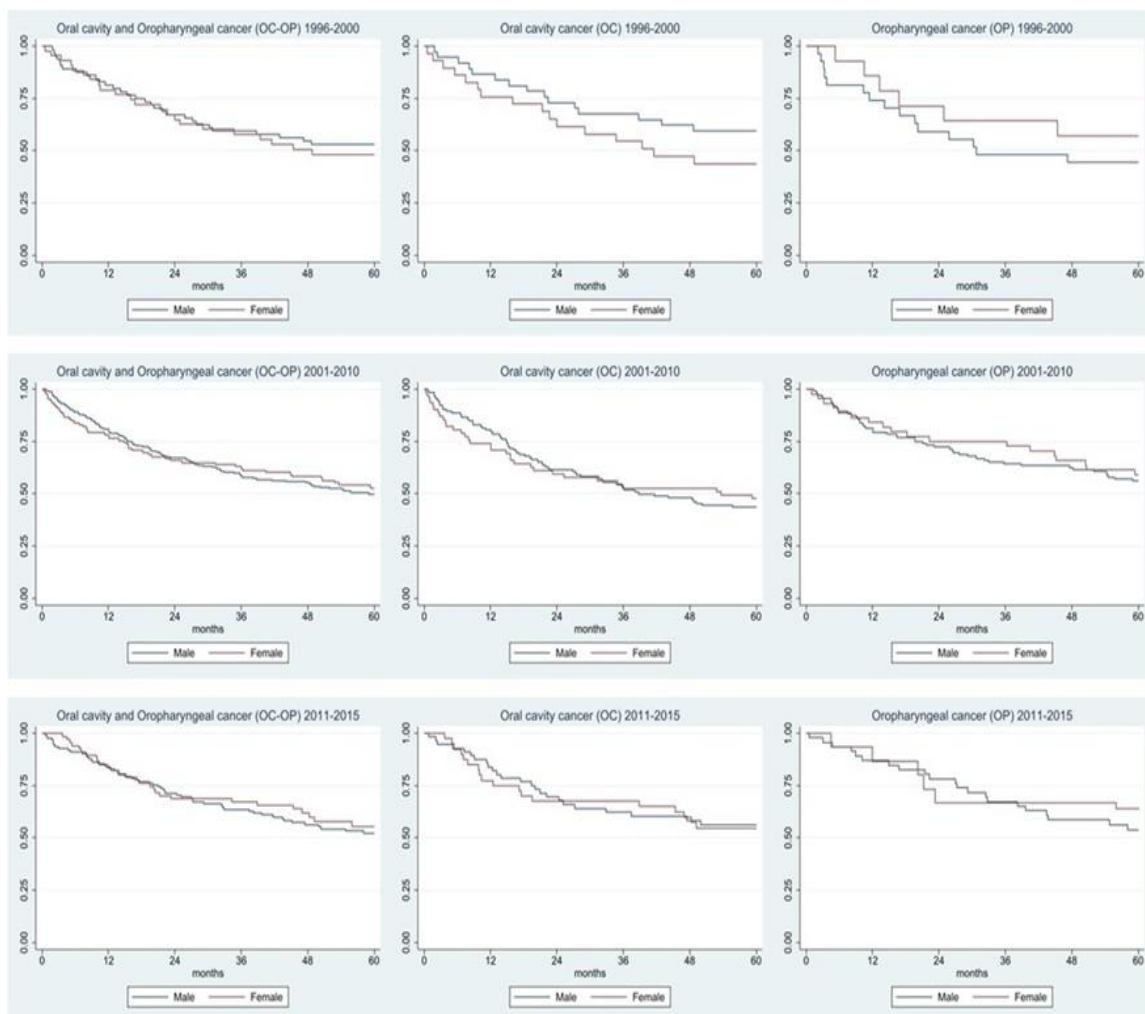 Oral cavity and Oropharyngeal cancer (OC-OP) 1996-2000
1.00
0.75
0.50
0.25
0.00
0 12 24 36 48 60
months
Male Female
Oral cavity cancer (OC) 1996-2000
1.00
0.75
0.50
0.25
0.00
0 12 24 36 48 60
months
Male Female
Oropharyngeal cancer (OP) 1996-2000
1.00
0.75
0.50
0.25
0.00
0 12 24 36 48 60
months
Male Female
Oral cavity and Oropharyngeal cancer (OC-OP) 2001-2010
1.00
0.75
0.50
0.25
0.00
0 12 24 36 48 60
months
Male Female
Oral cavity cancer (OC) 2001-2010
1.00
0.75
0.50
0.25
0.00
0 12 24 36 48 60
months
Male Female
Oropharyngeal cancer (OP) 2001-2010
1.00
0.75
0.50
0.25
0.00
0 12 24 36 48 60
months
Male Female
Oral cavity and Oropharyngeal cancer (OC-OP) 2011-2015
1.00
0.75
0.50
0.25
0.00
0 12 24 36 48 60
months
Male Female
Oral cavity cancer (OC) 2011-2015
1.00
0.75
0.50
0.25
0.00
0 12 24 36 48 60
months
Male Female
Oropharyngeal cancer (OP) 2011-2015
1.00
0.75
0.50
0.25
0.00
0 12 24 36 48 60
months
Male Female